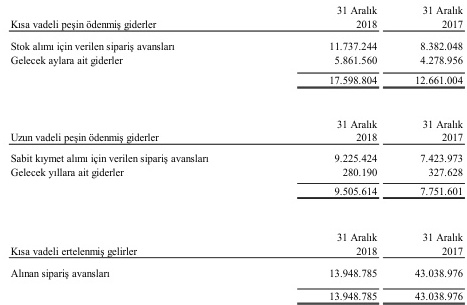 31 Aralık 31 Aralık
Kısa vadeli peşin ödenmiş giderler 2018 2017
Stok alımı için verilen sipariş avansları 11.737.244 8.382.048
Gelecek aylara ait giderler 5.861.560 4.278.956
17.598.804 12.661.004
31 Aralık 31 Aralık
Uzun vadeli peşin ödenmiş giderler 2018 2017
Sabit kıymet alımı için verilen sipariş avansları 9.225.424 7.423.973
Gelecek yıllara ait giderler 280.190 327.628
9.505.614 7.751.601
31 Aralık 31 Aralık
Kısa vadeli ertelenmiş gelirler 2018 2017
Alınan sipariş avansları 13.948.785 43.038.976
13.948.785 43.038.976